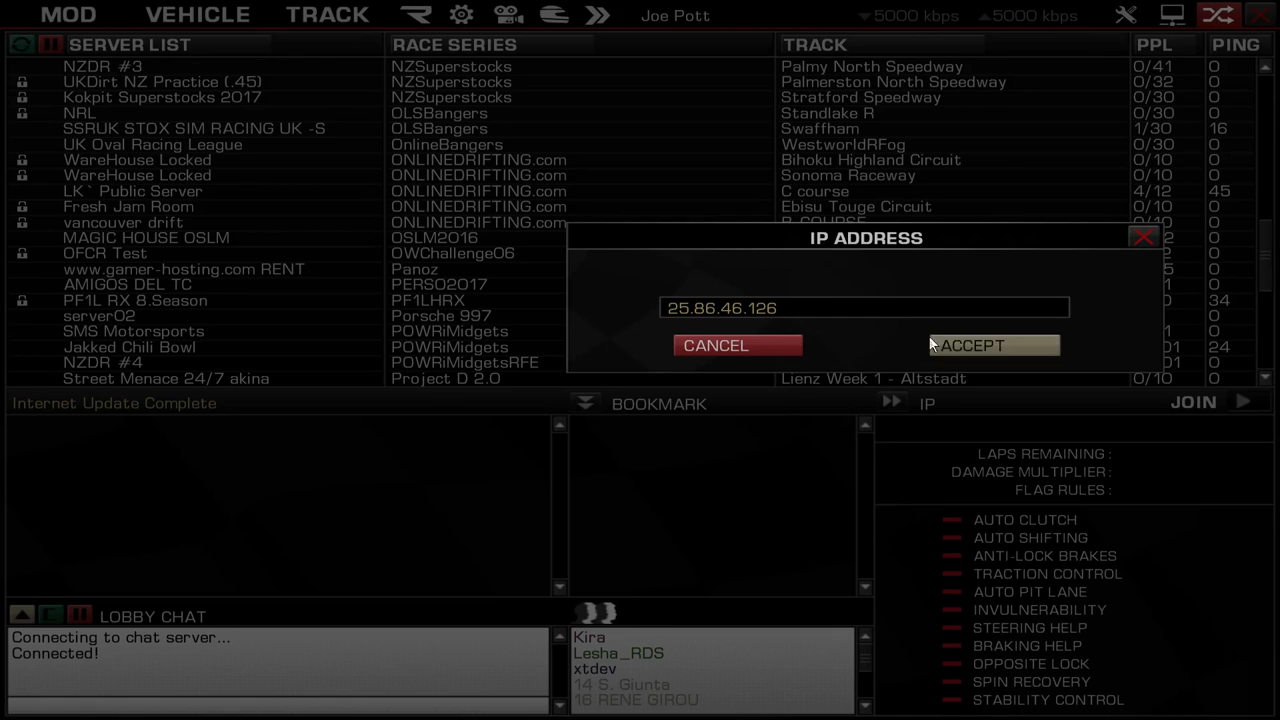 MOD VEHICLE TRACK Joe Pott 5000 kbps 5000 kbps
SERVER LIST RACE SERIES TRACK PPL PING
NZDR #3 NZSuperstocks Palmy North Speedway 0/41 0
UKDirt NZ Practice (.45) NZSuperstocks Palmerston North Speedway 0/32 0
Kokpit Superstocks 2017 NZSuperstocks Stratford Speedway 0/30 0
NRL OLSBangers Standlake R 0/30 0
SSRUK STOX SIM RACING UK -S OLSBangers Swaffham 1/30 16
UK Oval Racing League OnlineBangers WestworldRFog 0/30 0
WareHouse Locked ONLINEDRIFTING.com Bihoku Highland Circuit 0/10 0
WareHouse Locked ONLINEDRIFTING.com Sonoma Raceway 0/10 0
LK` Public Server ONLINEDRIFTING.com C course 4/12 45
Fresh Jam Room ONLINEDRIFTING.com Ebisu Touge Circuit 0/10 0
vancouver drift ONLINEDRIFTING.com 0
MAGIC HOUSE OSLM OSLM2016 0
OFCR Test OWChallenge06 0
www.gamer-hosting.com RENT Panoz 0
AMIGOS DEL TC PERSO2017 0
PF1L RX 8.Season PF1LHRX 34
server02 Porsche 997 0
SMS Motorsports POWRiMidgets 0
Jakked Chili Bowl POWRiMidgets 24
NZDR #4 POWRiMidgetsRFE 0
Street Menace 24/7 akina Project D 2.0 Lienz Week 1 - Altstadt 0/10 0
IP ADDRESS
25.86.46.126
CANCEL ACCEPT
Internet Update Complete BOOKMARK IP JOIN
LAPS REMAINING :
DAMAGE MULTIPLIER :
FLAG RULES :
AUTO CLUTCH
AUTO SHIFTING
ANTI-LOCK BRAKES
TRACTION CONTROL
AUTO PIT LANE
INVULNERABILITY
STEERING HELP
BRAKING HELP
OPPOSITE LOCK
SPIN RECOVERY
STABILITY CONTROL
LOBBY CHAT
Connecting to chat server...
Connected!
Kira
Lesha_RDS
xtdev
14 S. Giunta
16 RENE GIROU